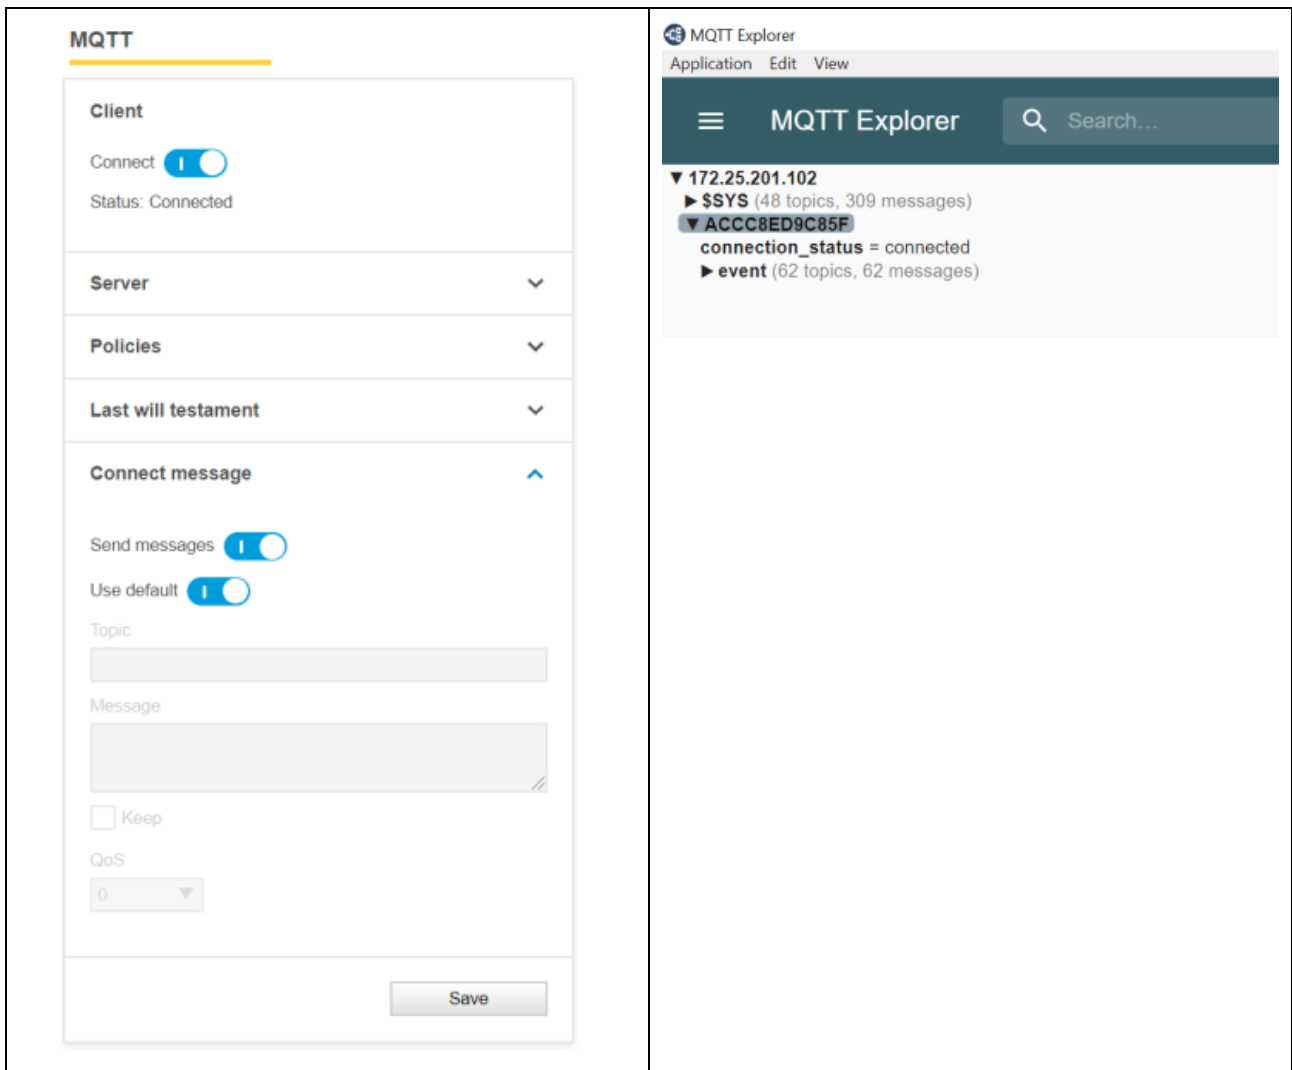 MQTT
Client
Connect
Status: Connected
Server
Policies
Last will testament
Connect message
Send messages
Use default
Topic
Message
Keep
QoS
0
Save
MQTT Explorer
Application Edit View
MQTT Explorer Search...
172.25.201.102
$SYS (48 topics, 309 messages)
ACCC8ED9C85F
connection_status = connected
event (62 topics, 62 messages)